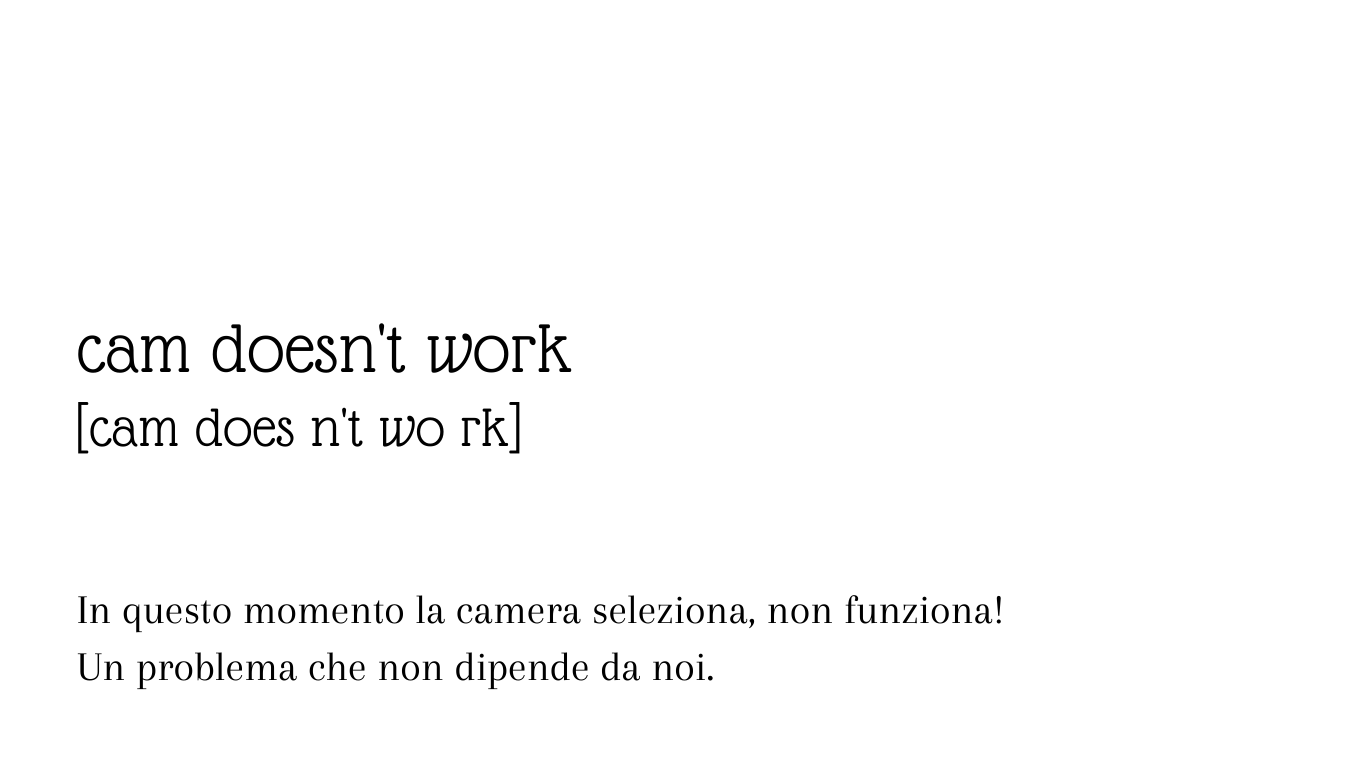 cam doesn't work
[cam does n't wo rk]
In questo momento la camera seleziona, non funziona!
Un problema che non dipende da noi.